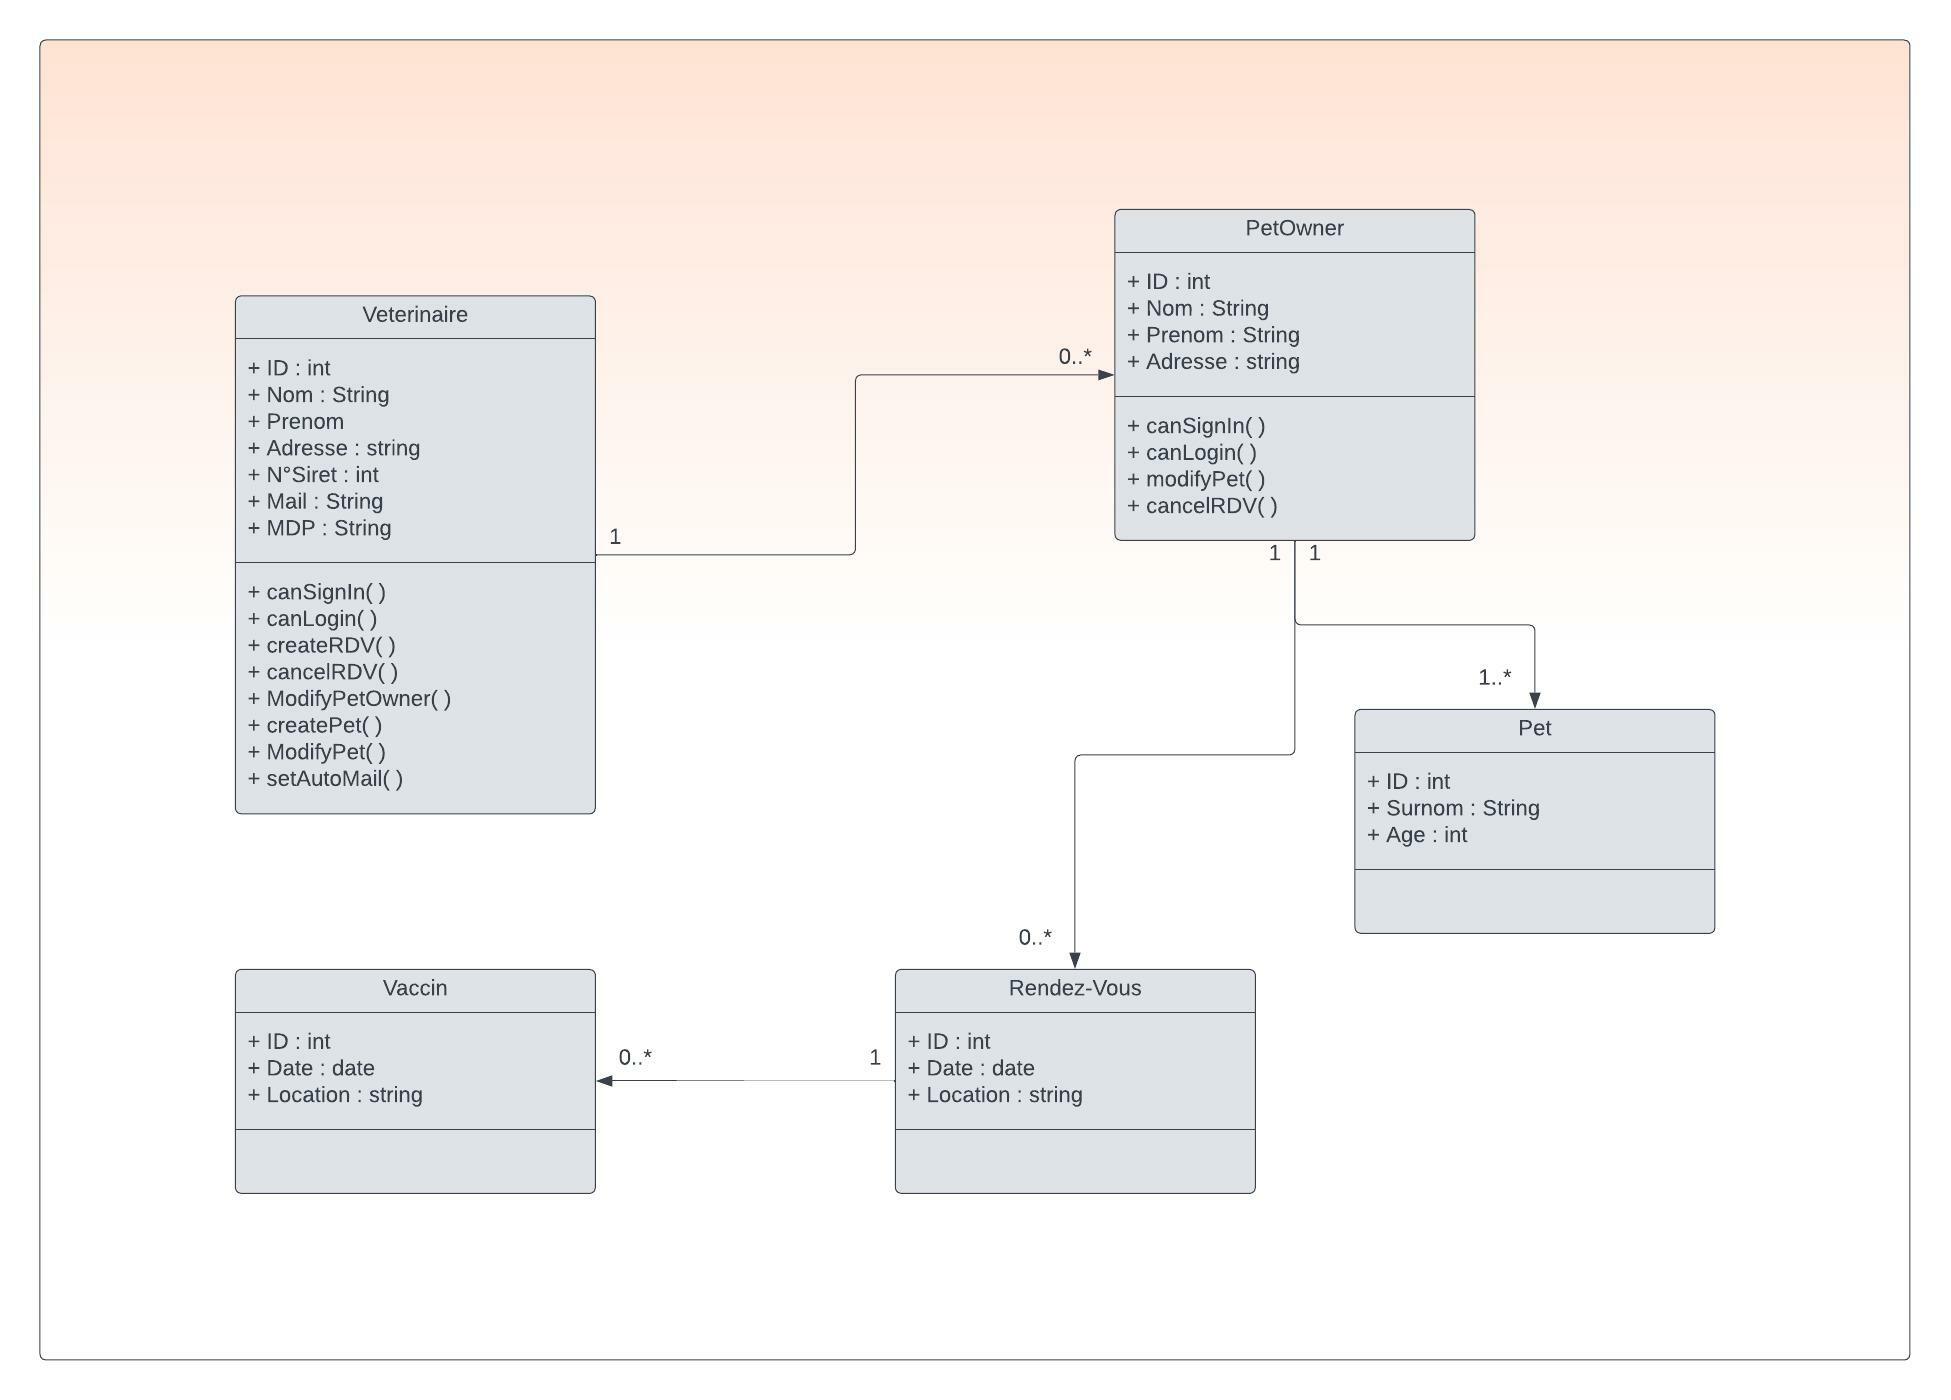 PetOwner
+ ID : int
+ Nom : String
+ Prenom : String
+ Adresse : string
+ canSignIn( )
+ canLogin( )
+ modifyPet( )
+ cancelRDV( )
Veterinaire
+ ID : int
+ Nom : String
+ Prenom
+ Adresse : string
+ N°Siret : int
+ Mail : String
+ MDP : String
+ canSignIn( )
+ canLogin( )
+ createRDV( )
+ cancelRDV( )
+ ModifyPetOwner( )
+ createPet( )
+ ModifyPet( )
+ setAutoMail( )
1
0..*
1
1
1..*
0..*
Pet
+ ID : int
+ Surnom : String
+ Age : int
Vaccin
+ ID : int
+ Date : date
+ Location : string
0..*
1
Rendez-Vous
+ ID : int
+ Date : date
+ Location : string